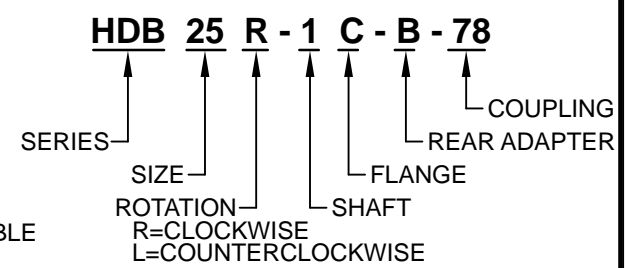 HDB 25 R - 1 C - B - 78
COUPLING
SERIES
REAR ADAPTER
SIZE
FLANGE
ROTATION
SHAFT
R=CLOCKWISE
L=COUNTERCLOCKWISE